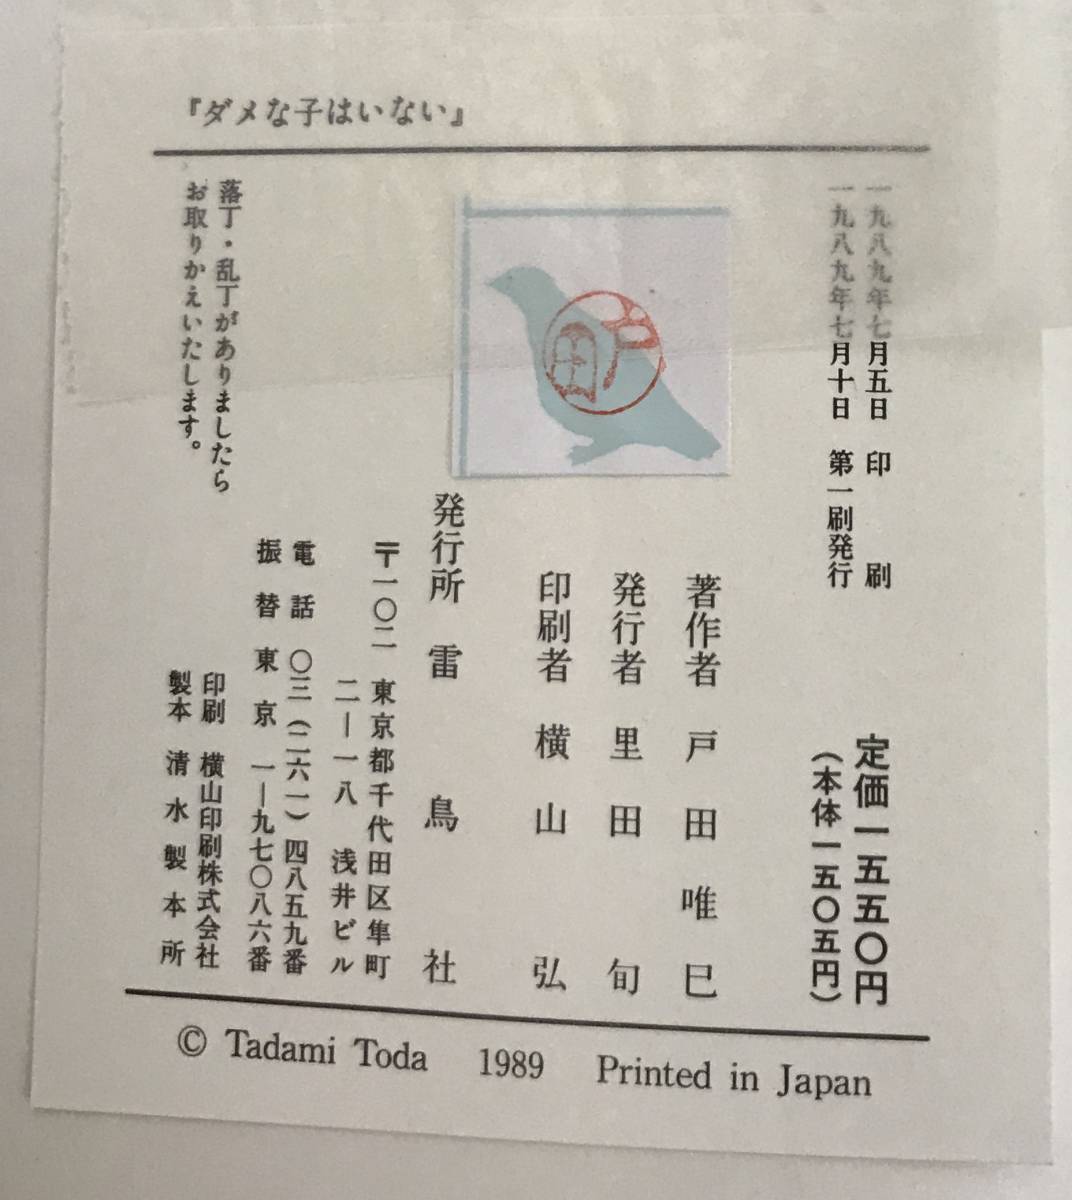 『ダメな子はいない』
一九八九年七月五日　印　　刷
一九八九年七月十日　第一刷発行
定価一五五〇円
（本体一五〇五円）
戸田
著作者　戸田唯巳
発行者　里田　旬
印刷者　横山　弘
発行所　雷鳥社
〒一〇二　東京都千代田区隼町
二―一八　浅井ビル
電話　〇三（二六一）四八五九番
振替　東京　一―九七〇八六番
印刷　横山印刷株式会社
製本　清水製本所
落丁・乱丁がありましたら
お取りかえいたします。
© Tadami Toda　1989　Printed in Japan